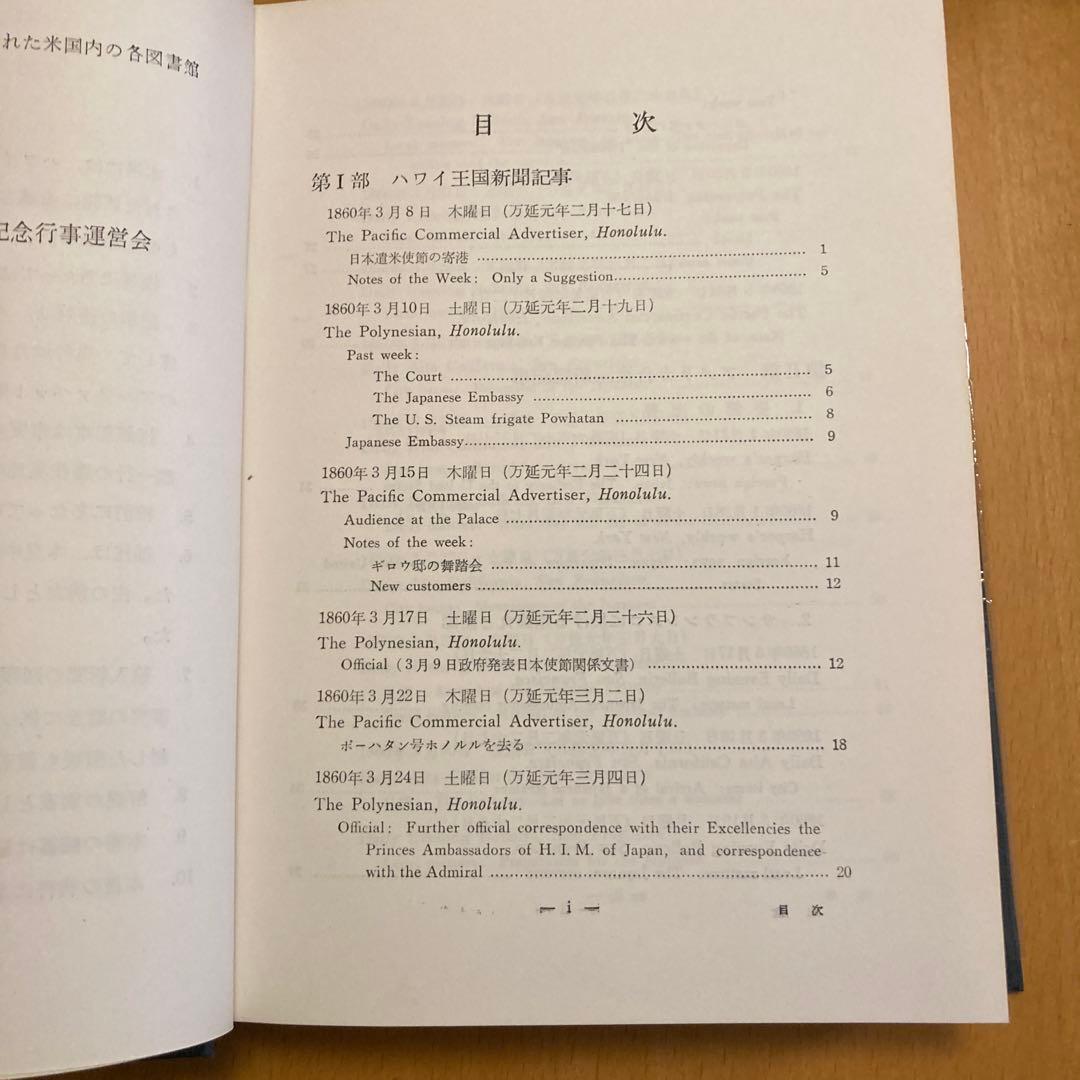 れた米国内の各図書館
記念行事運営会
目 次
第Ⅰ部 ハワイ王国新聞記事
1860年3月8日 木曜日 (万延元年二月十七日)
The Pacific Commercial Advertiser, Honolulu.
日本遣米使節の寄港 1
Notes of the Week: Only a Suggestion 5
1860年3月10日 土曜日 (万延元年二月十九日)
The Polynesian, Honolulu.
Past week:
The Court 5
The Japanese Embassy 6
The U. S. Steam frigate Powhatan 8
Japanese Embassy 9
1860年3月15日 木曜日 (万延元年二月二十四日)
The Pacific Commercial Advertiser, Honolulu.
Audience at the Palace 9
Notes of the week:
ギロウ邸の舞踏会 11
New customers 12
1860年3月17日 土曜日 (万延元年二月二十六日)
The Polynesian, Honolulu.
Official (3月9日政府発表日本使節関係文書) 12
1860年3月22日 木曜日 (万延元年三月二日)
The Pacific Commercial Advertiser, Honolulu.
ポーハタン号ホノルルを去る 18
1860年3月24日 土曜日 (万延元年三月四日)
The Polynesian, Honolulu.
Official: Further official correspondence with their Excellencies the
Princes Ambassadors of H. I. M. of Japan, and correspondence
with the Admiral 20
— i —
目 次